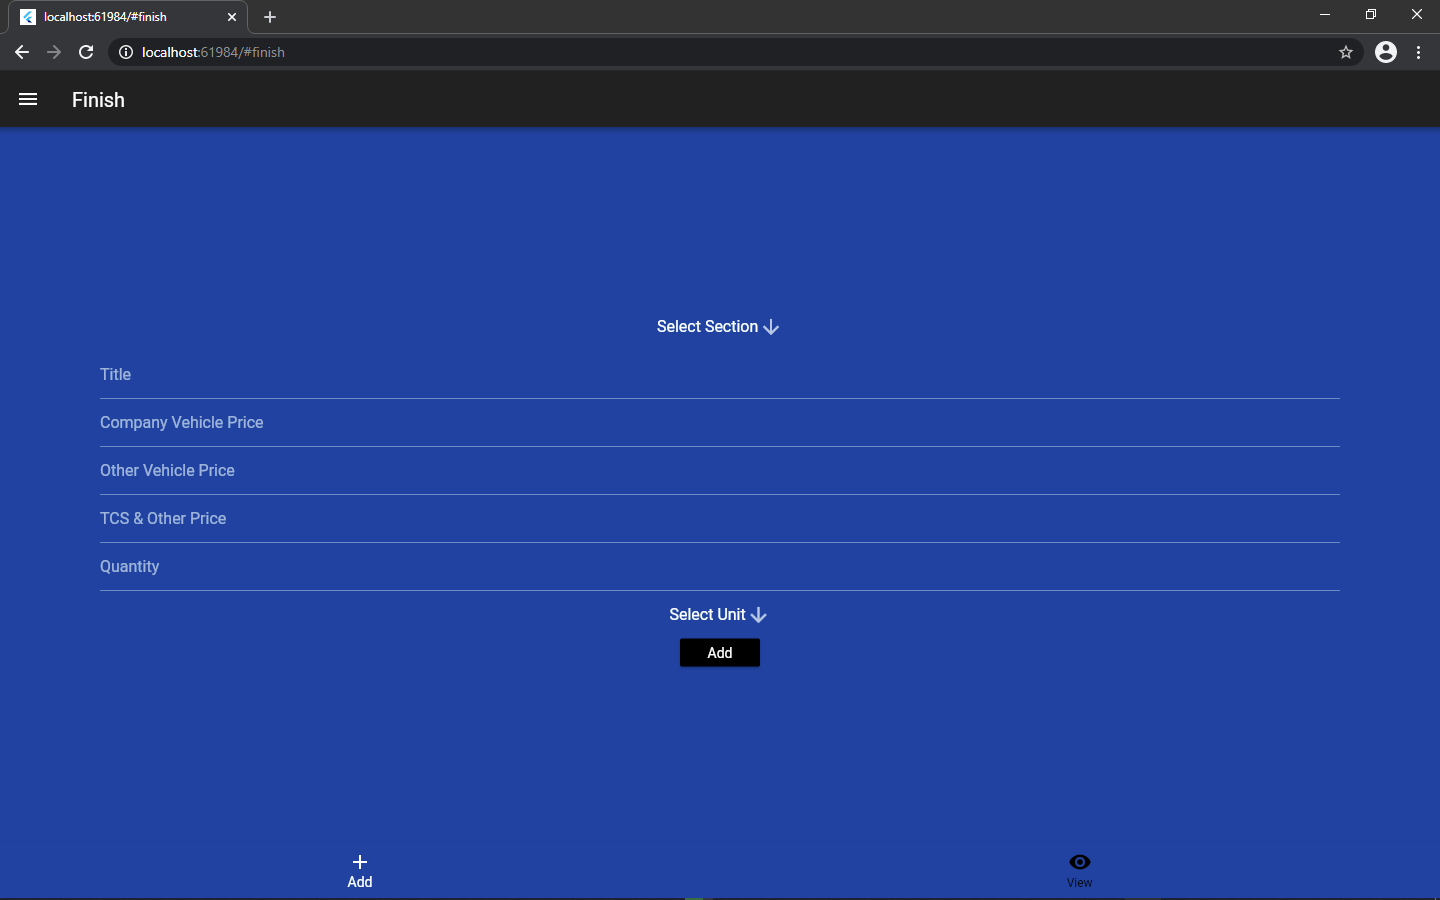 localhost:61984/#finish
localhost:61984/#finish
Finish
Select Section
Title
Company Vehicle Price
Other Vehicle Price
TCS & Other Price
Quantity
Select Unit
Add
Add
View